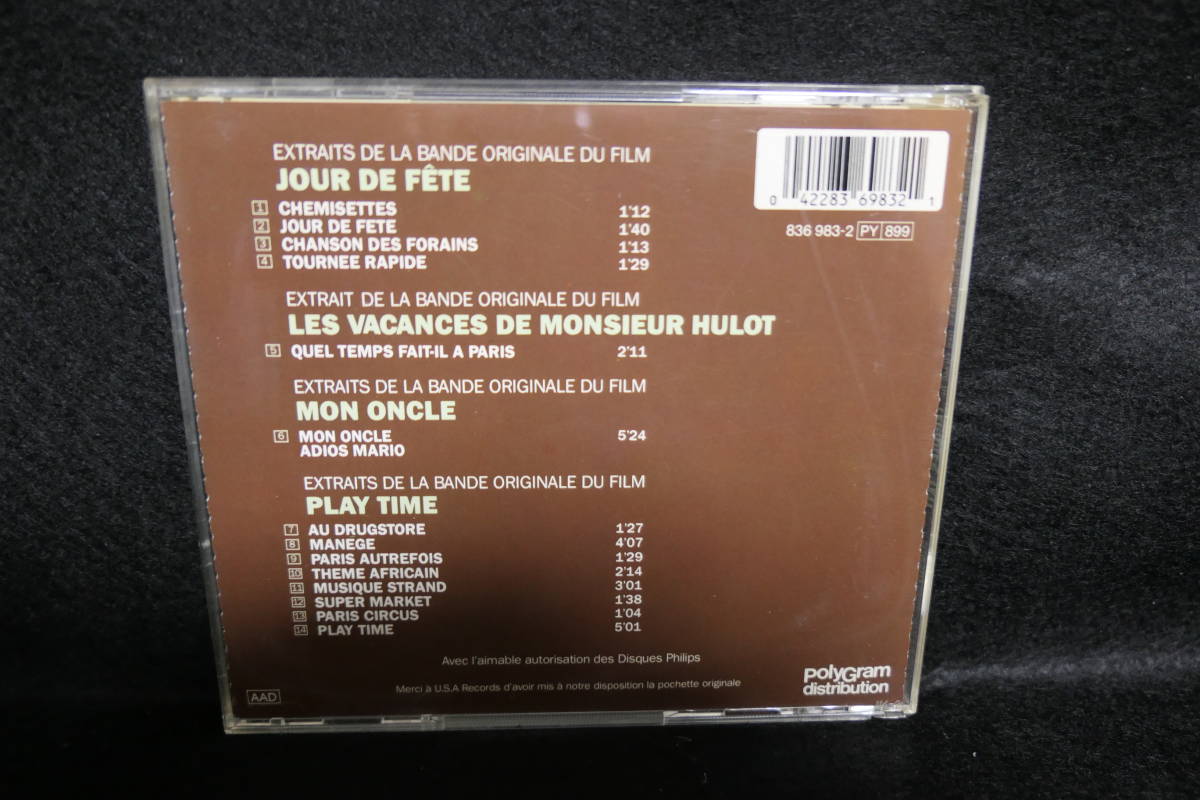 EXTRAITS DE LA BANDE ORIGINALE DU FILM
JOUR DE FÊTE
1 CHEMISETTES 1'12
2 JOUR DE FETE 1'40
3 CHANSON DES FORAINS 1'13
4 TOURNEE RAPIDE 1'29
0 42283 69832 1
836 983-2 PY 899
EXTRAIT DE LA BANDE ORIGINALE DU FILM
LES VACANCES DE MONSIEUR HULOT
5 QUEL TEMPS FAIT-IL A PARIS 2'11
EXTRAITS DE LA BANDE ORIGINALE DU FILM
MON ONCLE
6 MON ONCLE 5'24
ADIOS MARIO
EXTRAITS DE LA BANDE ORIGINALE DU FILM
PLAY TIME
7 AU DRUGSTORE 1'27
8 MANEGE 4'07
9 PARIS AUTREFOIS 1'29
10 THEME AFRICAIN 2'14
11 MUSIQUE STRAND 3'01
12 SUPER MARKET 1'38
13 PARIS CIRCUS 1'04
14 PLAY TIME 5'01
Avec l'aimable autorisation des Disques Philips
Merci à U.S.A Records d'avoir mis à notre disposition la pochette originale
AAD
polyGram
distribution